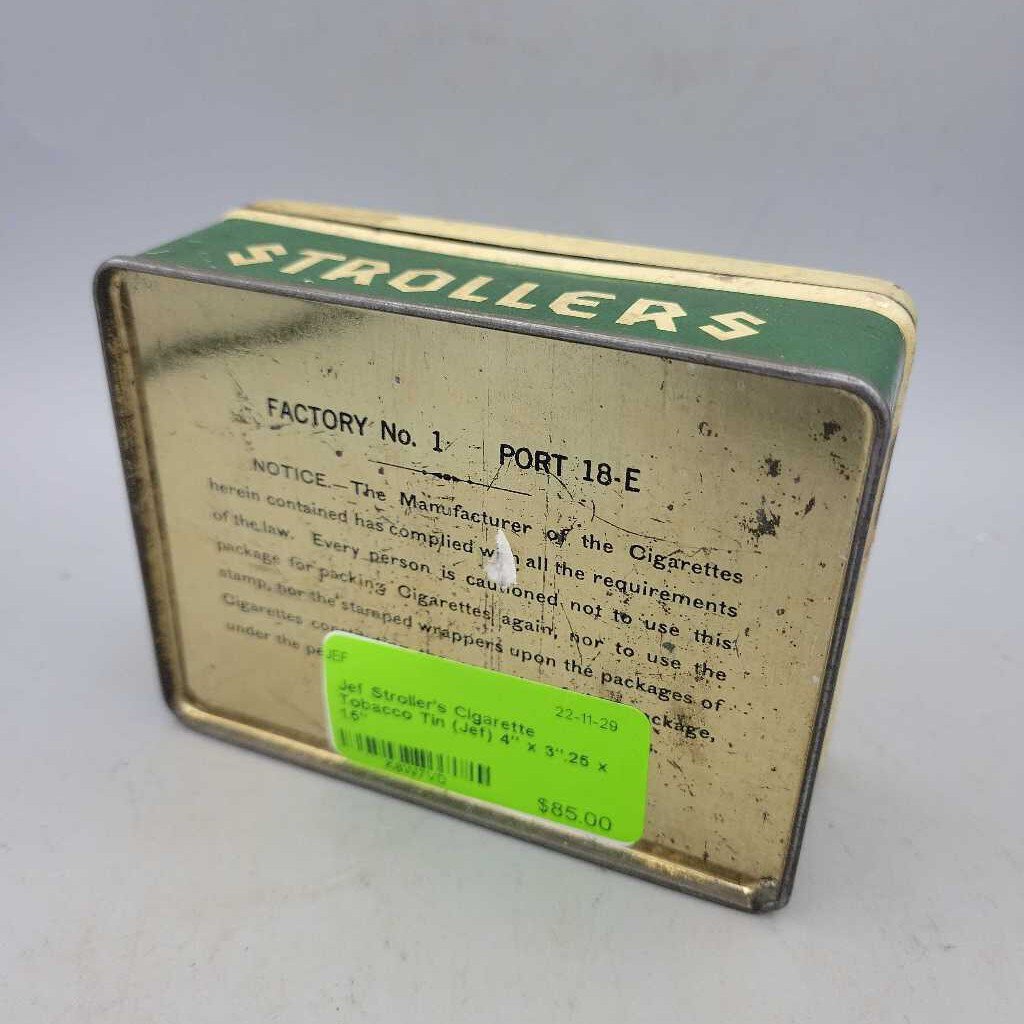 STROLLERS
FACTORY No. 1 PORT 18-E
NOTICE.—The Manufacturer of the Cigarettes
herein contained has complied with all the requirements
of the law. Every person is cautioned not to use this
package for packing Cigarettes again, nor to use the
stamp, nor the stamped wrappers upon the packages of
Cigarettes
under the
JEF
22-11-29
Jef Stroller's Cigarette
Tobacco Tin (Jef) 4" x 3".25 x
$85.00